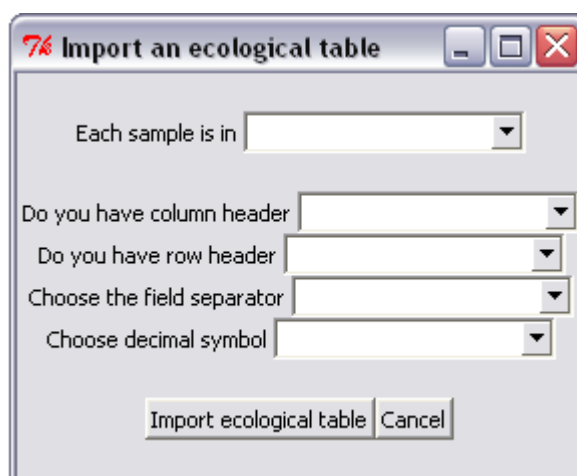 Import an ecological table
Each sample is in
Do you have column header
Do you have row header
Choose the field separator
Choose decimal symbol
Import ecological table Cancel